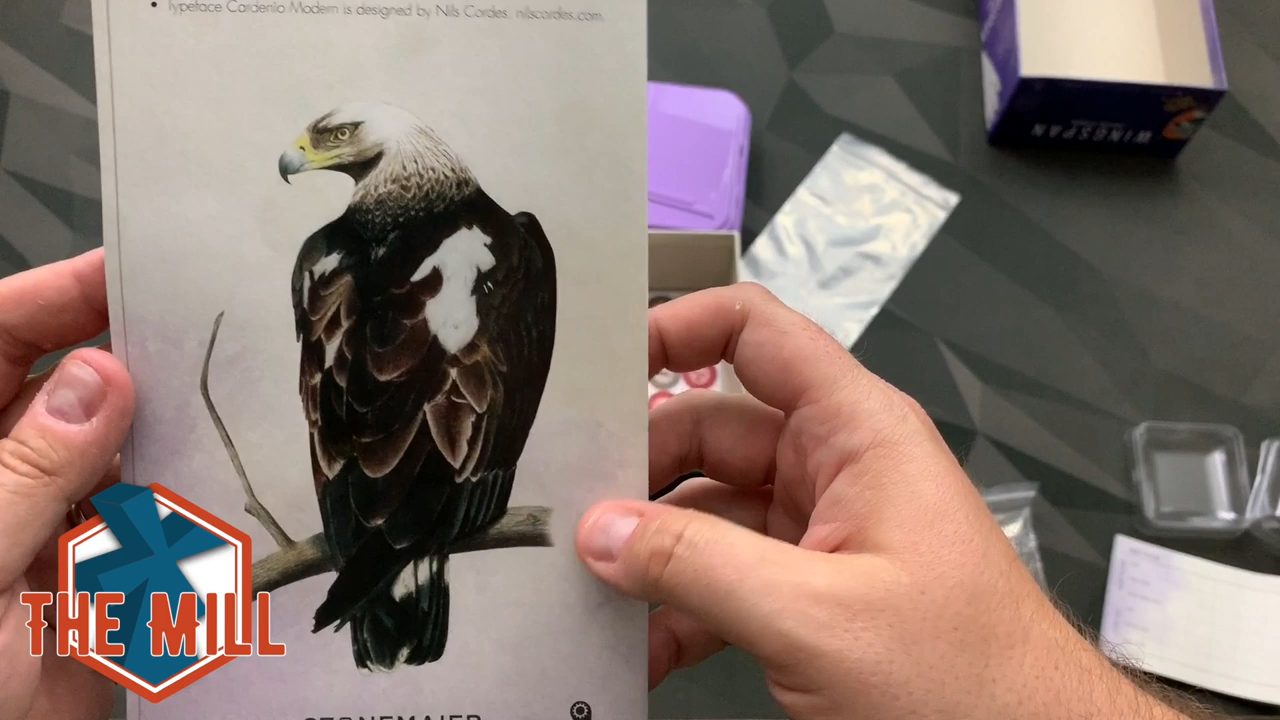 • Typeface Cardenio Modern is designed by Nils Cordes, nilscordes.com.
WINGSPAN
THE MILL
STONEMAIER